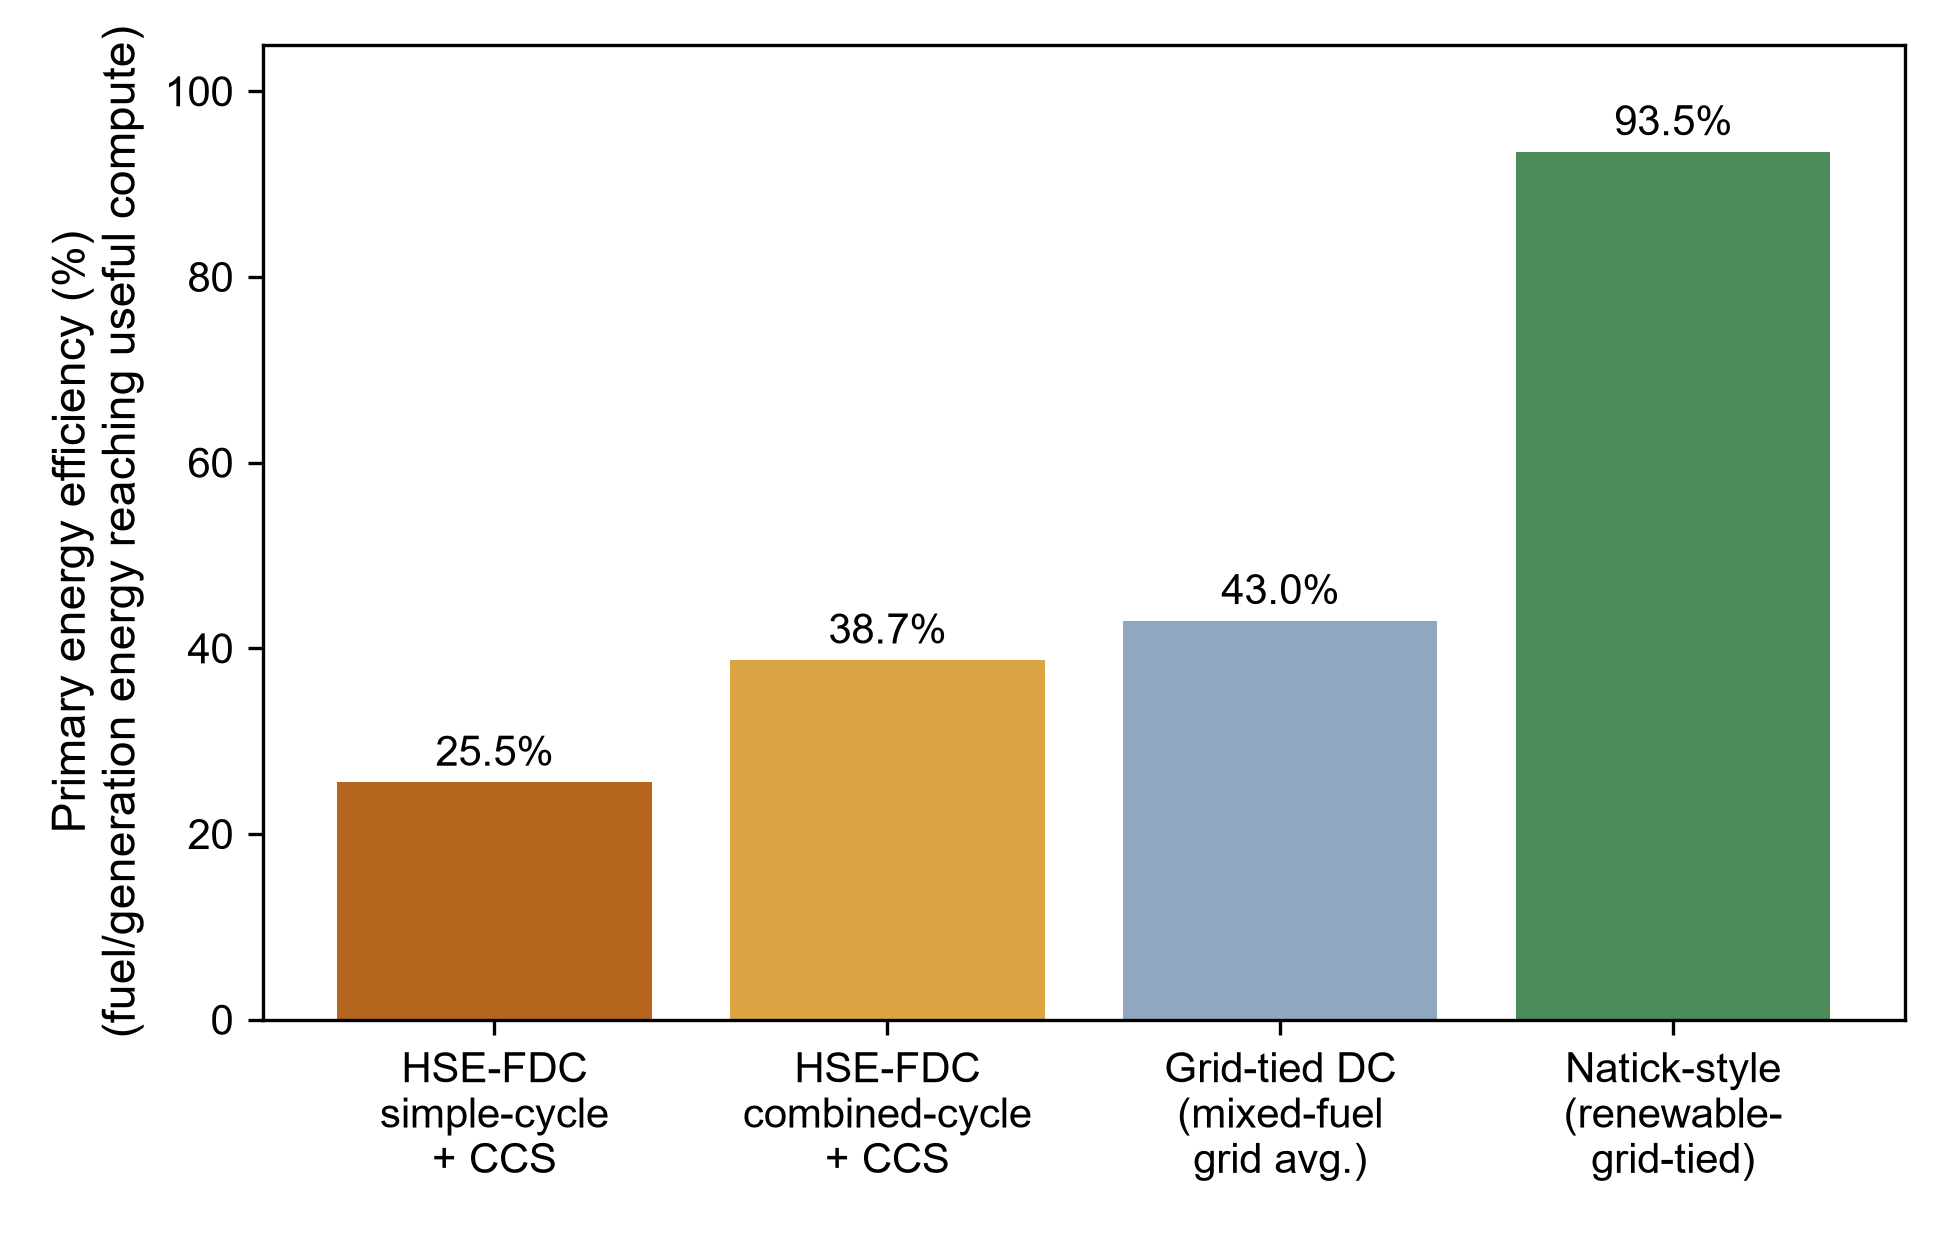 Primary energy efficiency (%)
(fuel/generation energy reaching useful compute)
100
80
60
40
20
0
25.5%
38.7%
43.0%
93.5%
HSE-FDC
simple-cycle
+ CCS
HSE-FDC
combined-cycle
+ CCS
Grid-tied DC
(mixed-fuel
grid avg.)
Natick-style
(renewable-
grid-tied)